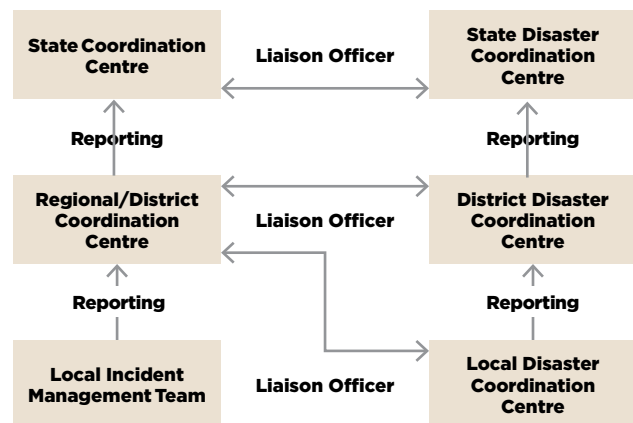 State Coordination
Centre
Liaison Officer
State Disaster
Coordination
Centre
Reporting
Reporting
Regional/District
Coordination
Centre
Liaison Officer
District Disaster
Coordination
Centre
Reporting
Reporting
Local Incident
Management Team
Liaison Officer
Local Disaster
Coordination
Centre